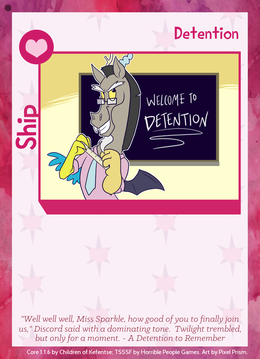 Detention
Ship
WELCOME TO
DETENTION
"Well well well, Miss Sparkle, how good of you to finally join
us," Discord said with a dominating tone. Twilight trembled,
but only for a moment. - A Detention to Remember
Core 1.1.6 by Children of Kefentse; TSSSF by Horrible People Games. Art by Pixel Prism.